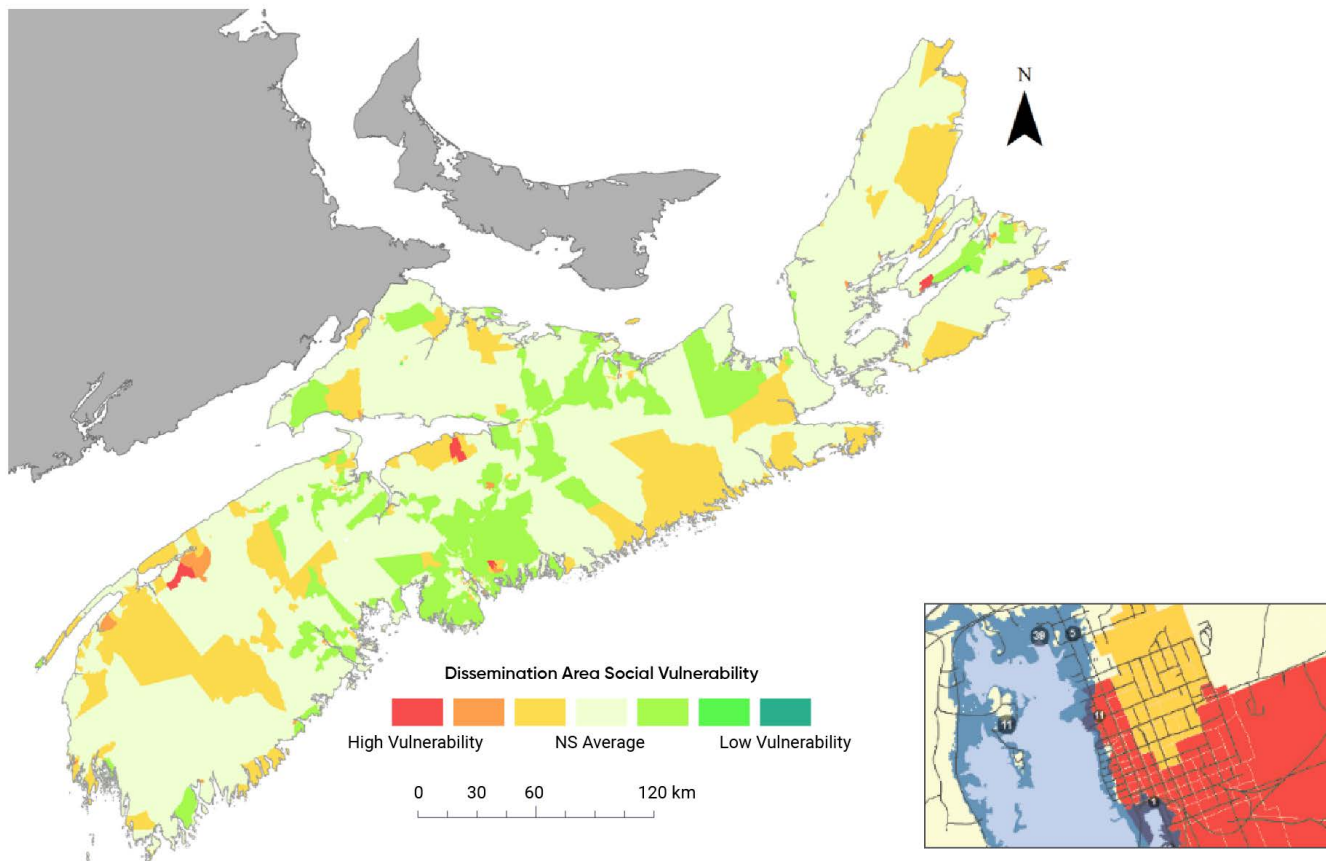 N
Dissemination Area Social Vulnerability
High Vulnerability NS Average Low Vulnerability
0 30 60 120 km
39 5
11 11
1